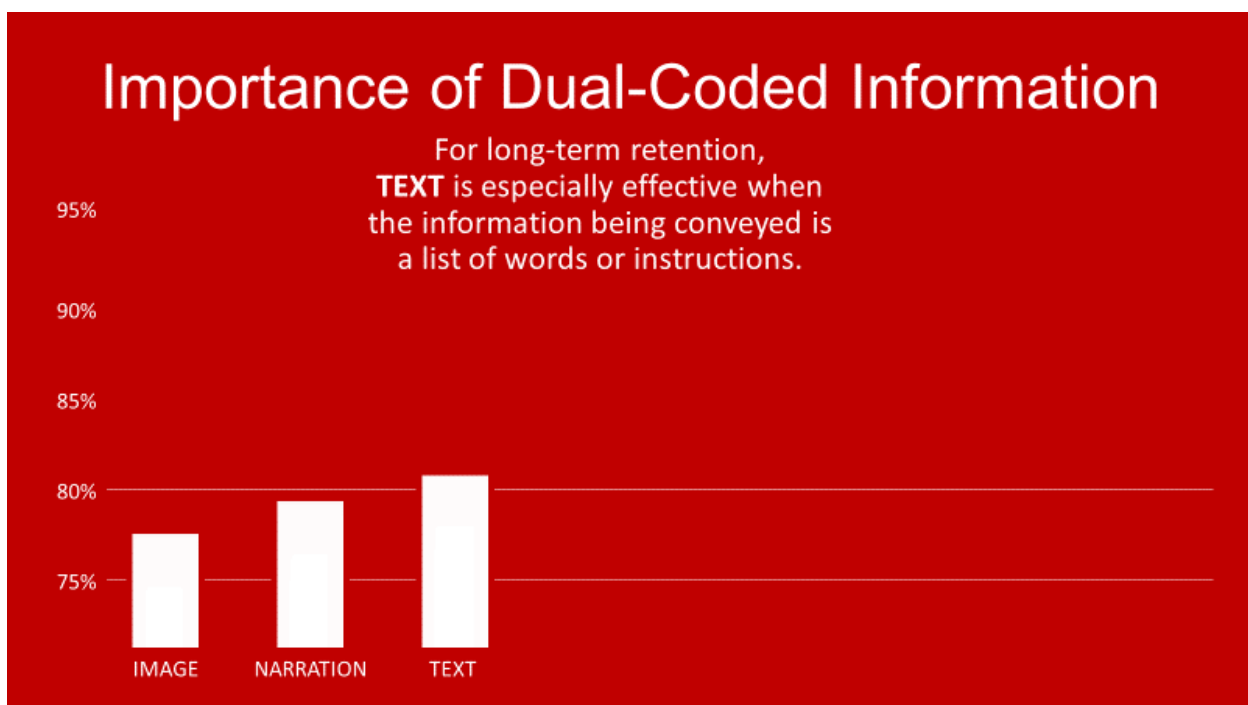 Importance of Dual-Coded Information
For long-term retention,
TEXT is especially effective when
the information being conveyed is
a list of words or instructions.
95%
90%
85%
80%
75%
IMAGE NARRATION TEXT